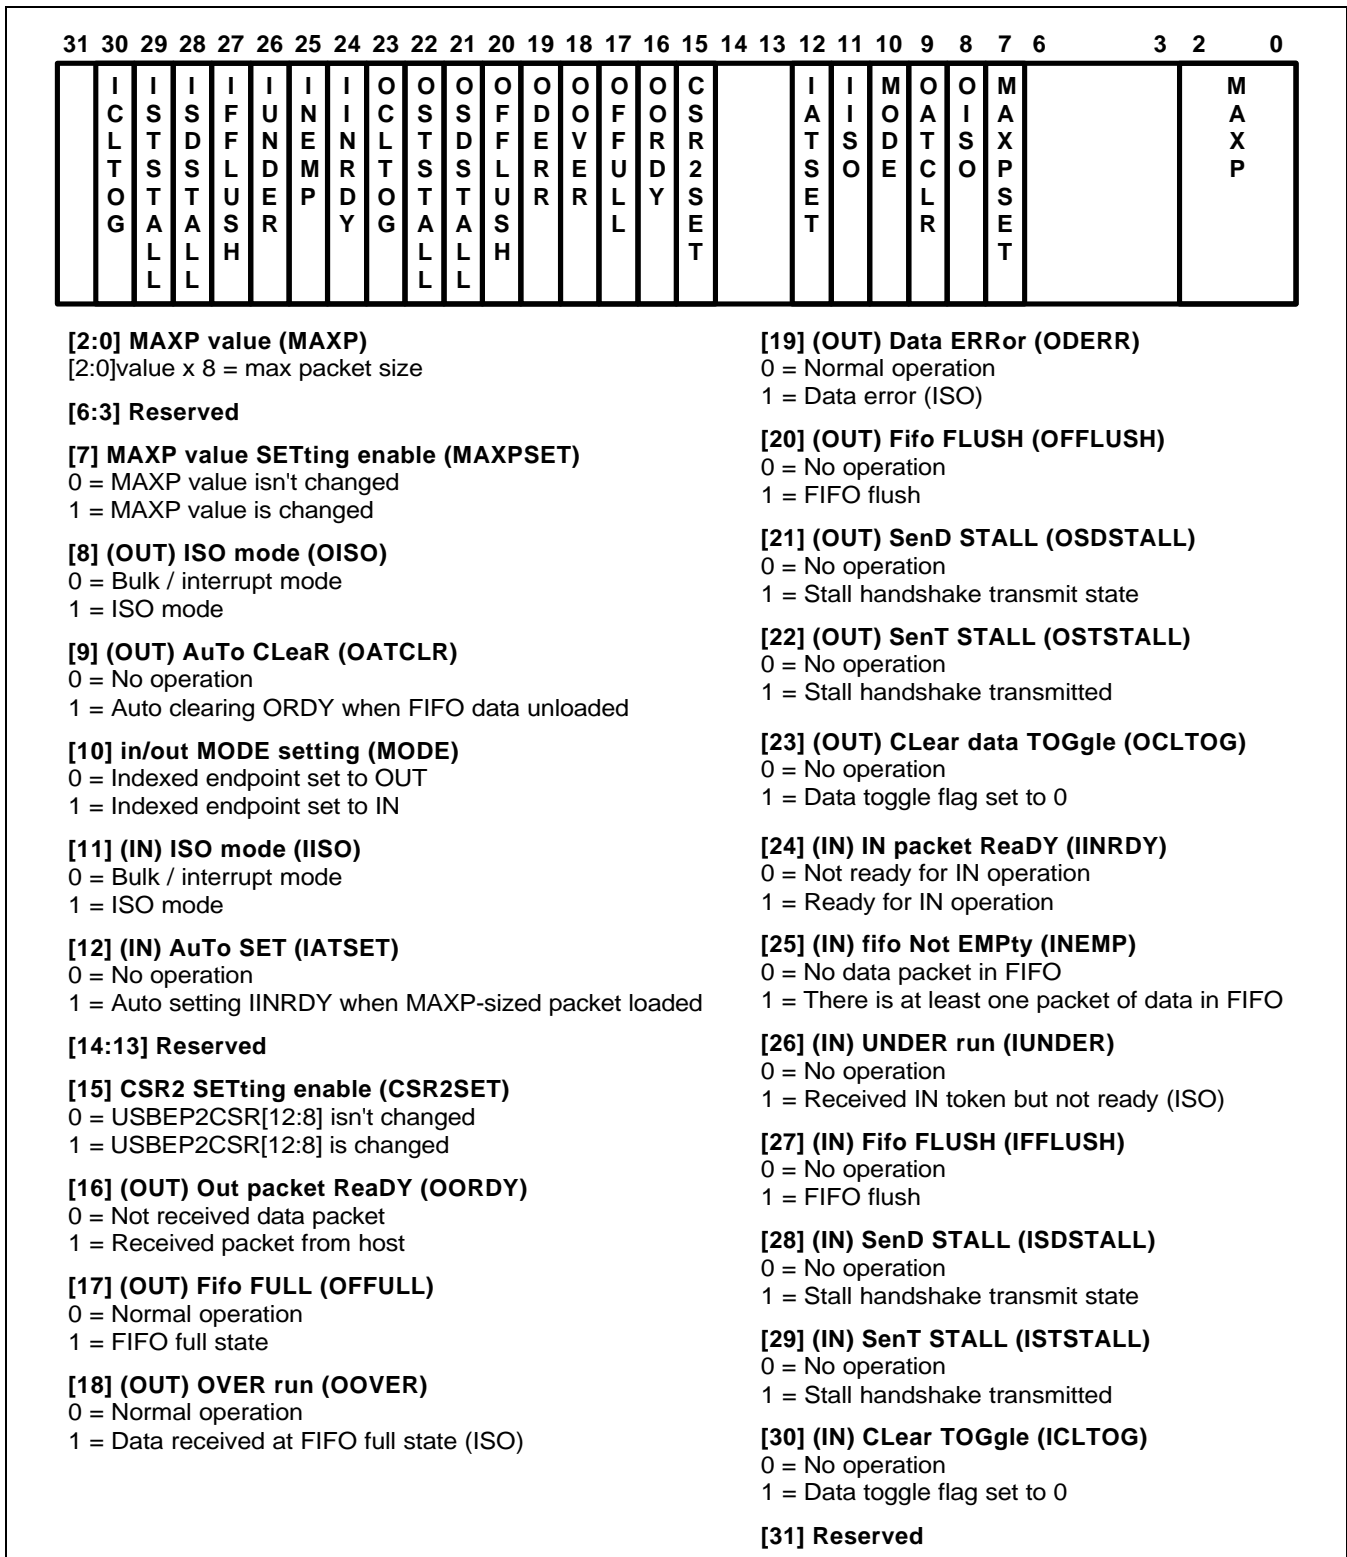 31 30 29 28 27 26 25 24 23 22 21 20 19 18 17 16 15 14 13 12 11 10 9 8 7 6 3 2 0
ICLTOG
ISTSTALL
ISDSTALL
IFFLUSH
IUNDER
INEMP
IINRDY
OCLTOG
OSTSTALL
OSDSTALL
OFFLUSH
ODERR
OOVER
OFFULL
OORDY
CSR2SET
IATSET
IISO
MODE
OATCLR
OISO
MAXPSET
MAXP
[2:0] MAXP value (MAXP)
[2:0]value x 8 = max packet size
[6:3] Reserved
[7] MAXP value SETting enable (MAXPSET)
0 = MAXP value isn't changed
1 = MAXP value is changed
[8] (OUT) ISO mode (OISO)
0 = Bulk / interrupt mode
1 = ISO mode
[9] (OUT) AuTo CLeaR (OATCLR)
0 = No operation
1 = Auto clearing ORDY when FIFO data unloaded
[10] in/out MODE setting (MODE)
0 = Indexed endpoint set to OUT
1 = Indexed endpoint set to IN
[11] (IN) ISO mode (IISO)
0 = Bulk / interrupt mode
1 = ISO mode
[12] (IN) AuTo SET (IATSET)
0 = No operation
1 = Auto setting IINRDY when MAXP-sized packet loaded
[14:13] Reserved
[15] CSR2 SETting enable (CSR2SET)
0 = USBEP2CSR[12:8] isn't changed
1 = USBEP2CSR[12:8] is changed
[16] (OUT) Out packet ReaDY (OORDY)
0 = Not received data packet
1 = Received packet from host
[17] (OUT) Fifo FULL (OFFULL)
0 = Normal operation
1 = FIFO full state
[18] (OUT) OVER run (OOVER)
0 = Normal operation
1 = Data received at FIFO full state (ISO)
[19] (OUT) Data ERRor (ODERR)
0 = Normal operation
1 = Data error (ISO)
[20] (OUT) Fifo FLUSH (OFFLUSH)
0 = No operation
1 = FIFO flush
[21] (OUT) SenD STALL (OSDSTALL)
0 = No operation
1 = Stall handshake transmit state
[22] (OUT) SenT STALL (OSTSTALL)
0 = No operation
1 = Stall handshake transmitted
[23] (OUT) CLear data TOGgle (OCLTOG)
0 = No operation
1 = Data toggle flag set to 0
[24] (IN) IN packet ReaDY (IINRDY)
0 = Not ready for IN operation
1 = Ready for IN operation
[25] (IN) fifo Not EMPty (INEMP)
0 = No data packet in FIFO
1 = There is at least one packet of data in FIFO
[26] (IN) UNDER run (IUNDER)
0 = No operation
1 = Received IN token but not ready (ISO)
[27] (IN) Fifo FLUSH (IFFLUSH)
0 = No operation
1 = FIFO flush
[28] (IN) SenD STALL (ISDSTALL)
0 = No operation
1 = Stall handshake transmit state
[29] (IN) SenT STALL (ISTSTALL)
0 = No operation
1 = Stall handshake transmitted
[30] (IN) CLear TOGgle (ICLTOG)
0 = No operation
1 = Data toggle flag set to 0
[31] Reserved